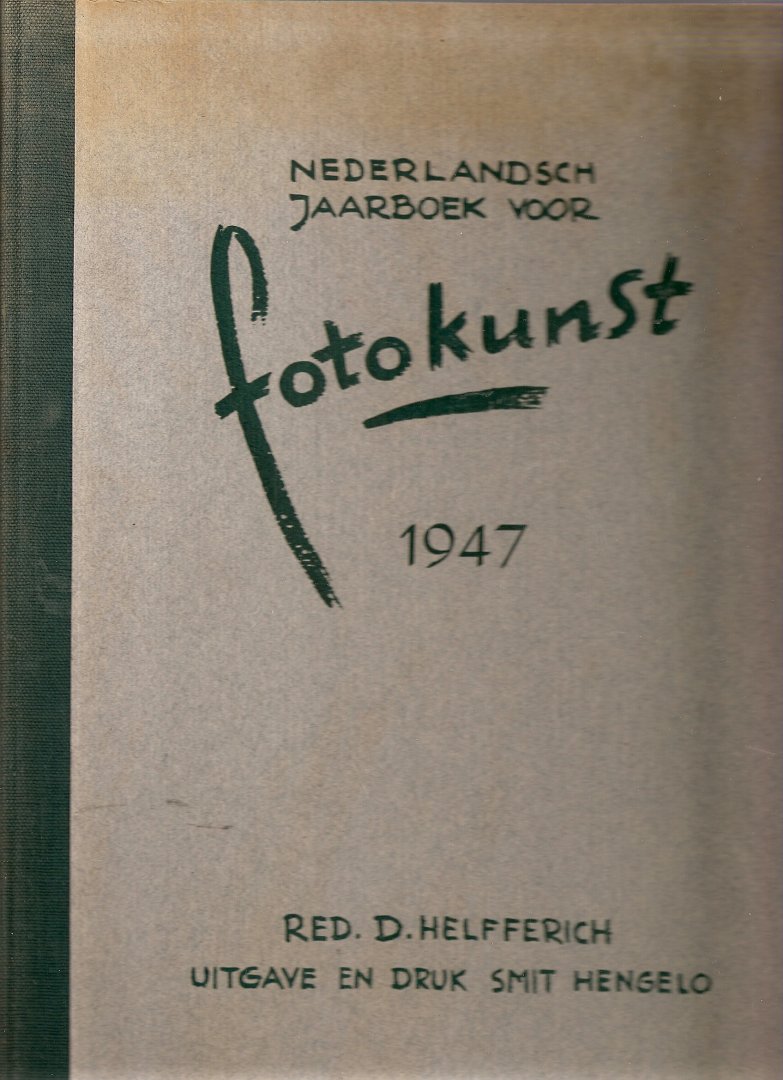 NEDERLANDSCH
JAARBOEK VOOR
fotokunst
1947
RED. D. HELFFERICH
UITGAVE EN DRUK SMIT HENGELO